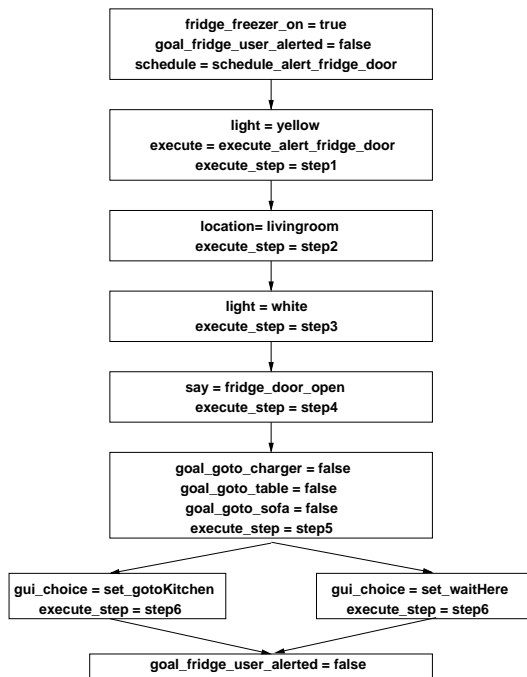 fridge_freezer_on = true
goal_fridge_user_alerted = false
schedule = schedule_alert_fridge_door
light = yellow
execute = execute_alert_fridge_door
execute_step = step1
location= livingroom
execute_step = step2
light = white
execute_step = step3
say = fridge_door_open
execute_step = step4
goal_goto_charger = false
goal_goto_table = false
goal_goto_sofa = false
execute_step = step5
gui_choice = set_gotoKitchen
execute_step = step6
gui_choice = set_waitHere
execute_step = step6
goal_fridge_user_alerted = false